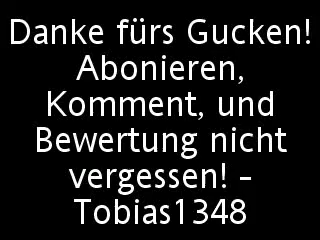 Danke fürs Gucken!
Abonieren,
Komment, und
Bewertung nicht
vergessen! -
Tobias1348